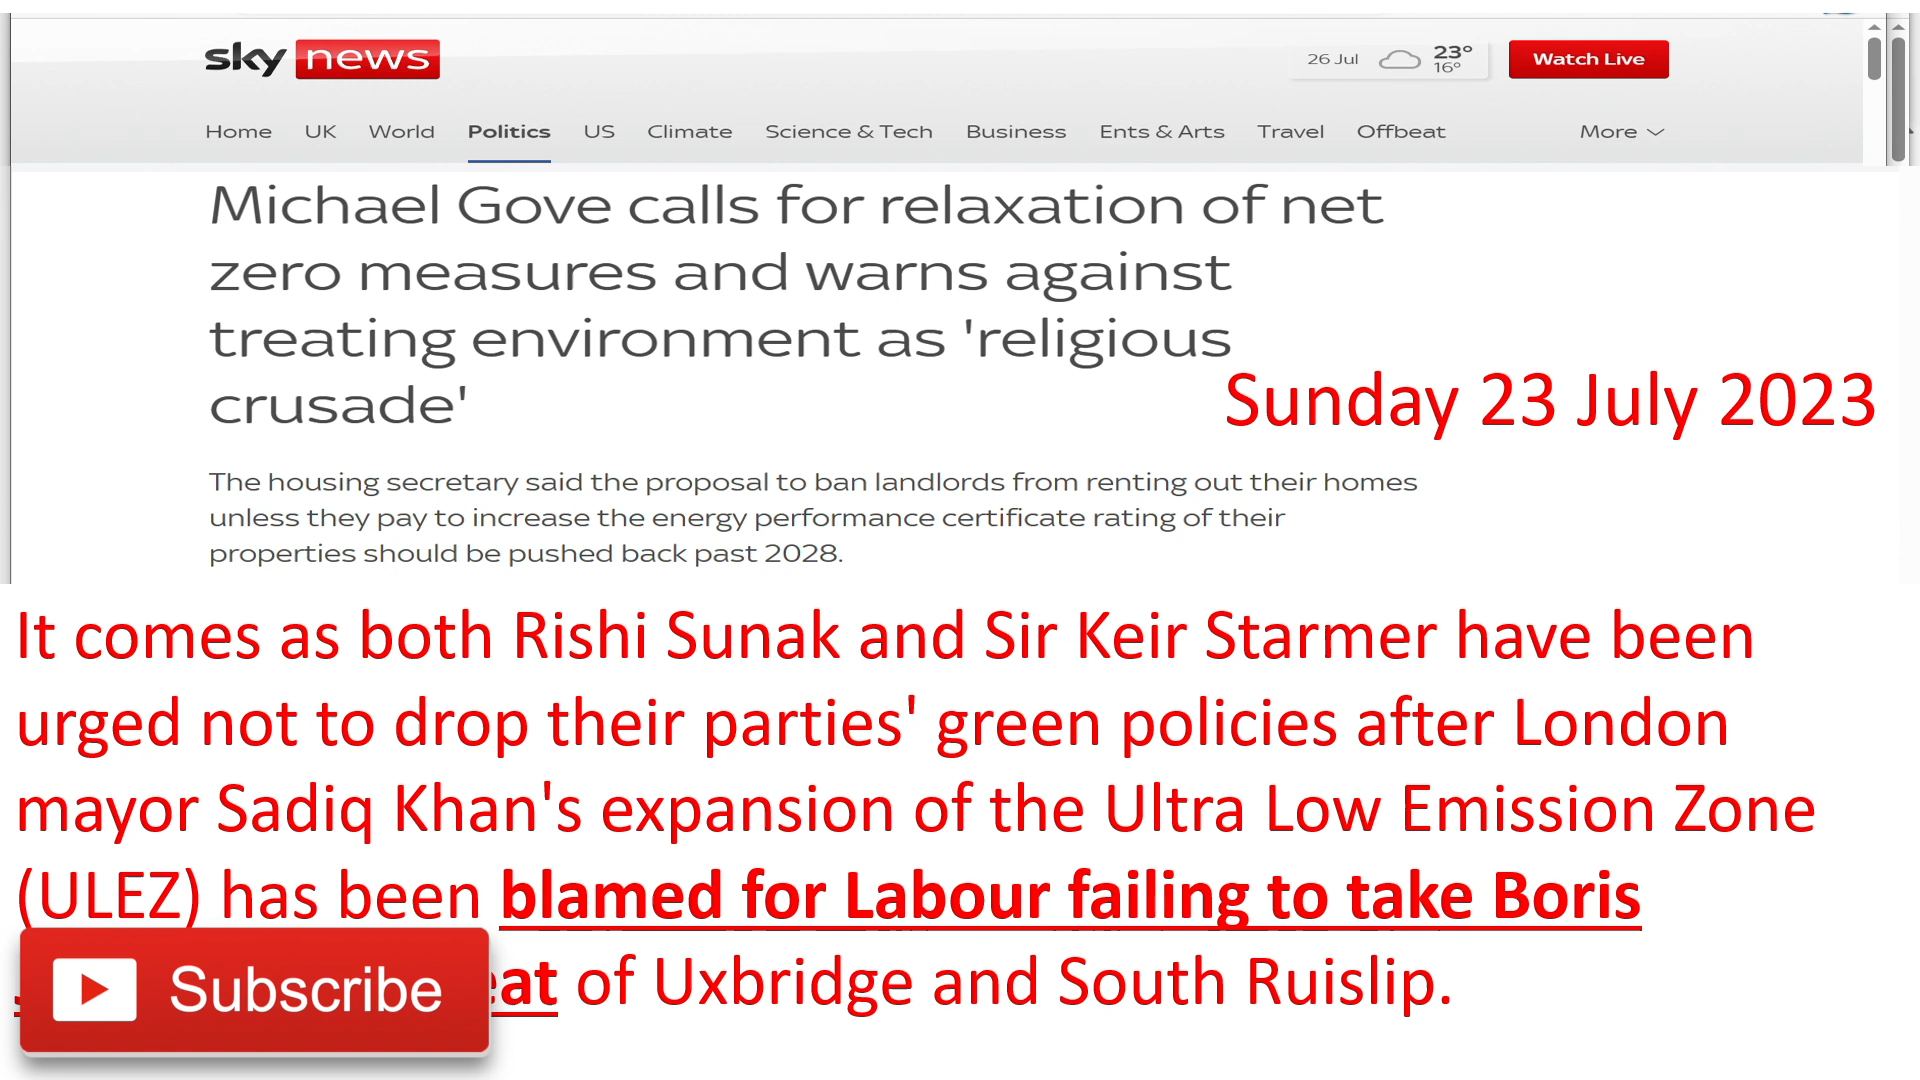 sky news
26 Jul
23°
16°
Watch Live
Home UK World Politics US Climate Science & Tech Business Ents & Arts Travel Offbeat More
Michael Gove calls for relaxation of net
zero measures and warns against
treating environment as 'religious
crusade'
Sunday 23 July 2023
The housing secretary said the proposal to ban landlords from renting out their homes
unless they pay to increase the energy performance certificate rating of their
properties should be pushed back past 2028.
It comes as both Rishi Sunak and Sir Keir Starmer have been
urged not to drop their parties' green policies after London
mayor Sadiq Khan's expansion of the Ultra Low Emission Zone
(ULEZ) has been blamed for Labour failing to take Boris
of Uxbridge and South Ruislip.
Subscribe